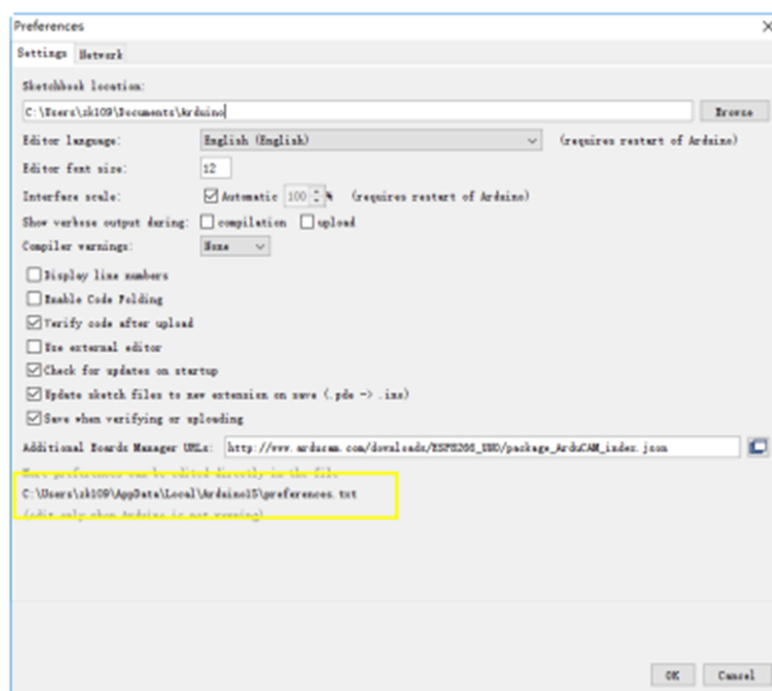 Preferences
Settings Network
Sketchbook location:
C:\Users\zk109\Documents\Arduino
Browse
Editor language: English (English) (requires restart of Arduino)
Editor font size: 12
Interface scale: Automatic 100 % (requires restart of Arduino)
Show verbose output during: compilation upload
Compiler warnings: None
Display line numbers
Enable Code Folding
Verify code after upload
Use external editor
Check for updates on startup
Update sketch files to new extension on save (.pde -> .ino)
Save when verifying or uploading
Additional Boards Manager URLs: http://www.arducam.com/downloads/ESP8266_UNO/package_ArduCAM_index.json
More preferences can be edited directly in the file
C:\Users\zk109\AppData\Local\Arduino15\preferences.txt
(edit only when Arduino is not running)
OK Cancel